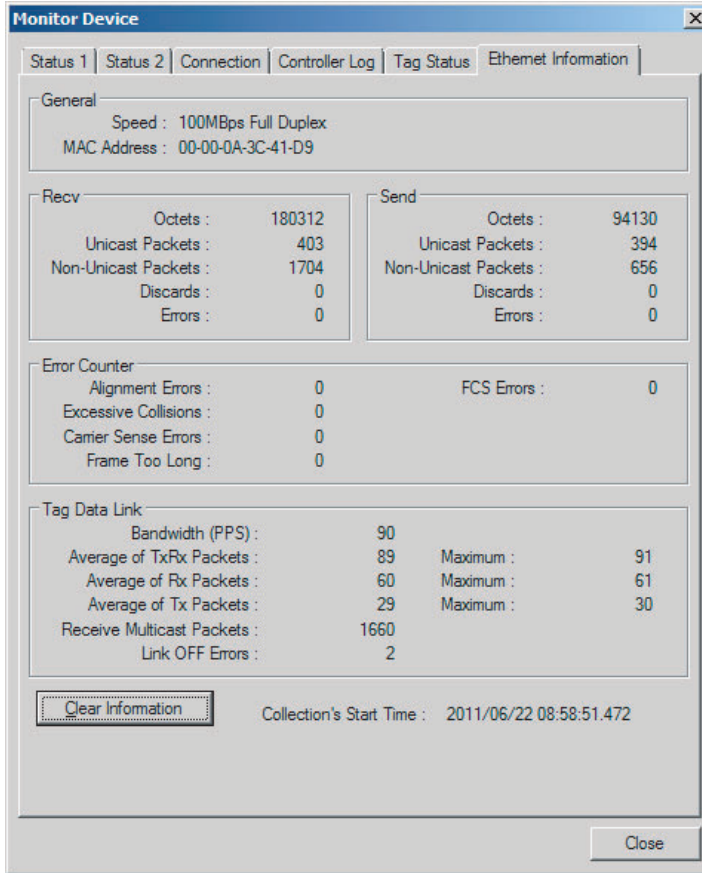 Monitor Device
Status 1 Status 2 Connection Controller Log Tag Status Ethernet Information
General
Speed : 100MBps Full Duplex
MAC Address : 00-00-0A-3C-41-D9
Recv
Octets : 180312
Unicast Packets : 403
Non-Unicast Packets : 1704
Discards : 0
Errors : 0
Send
Octets : 94130
Unicast Packets : 394
Non-Unicast Packets : 656
Discards : 0
Errors : 0
Error Counter
Alignment Errors : 0 FCS Errors : 0
Excessive Collisions : 0
Carrier Sense Errors : 0
Frame Too Long : 0
Tag Data Link
Bandwidth (PPS) : 90
Average of TxRx Packets : 89 Maximum : 91
Average of Rx Packets : 60 Maximum : 61
Average of Tx Packets : 29 Maximum : 30
Receive Multicast Packets : 1660
Link OFF Errors : 2
Clear Information Collection's Start Time : 2011/06/22 08:58:51.472
Close